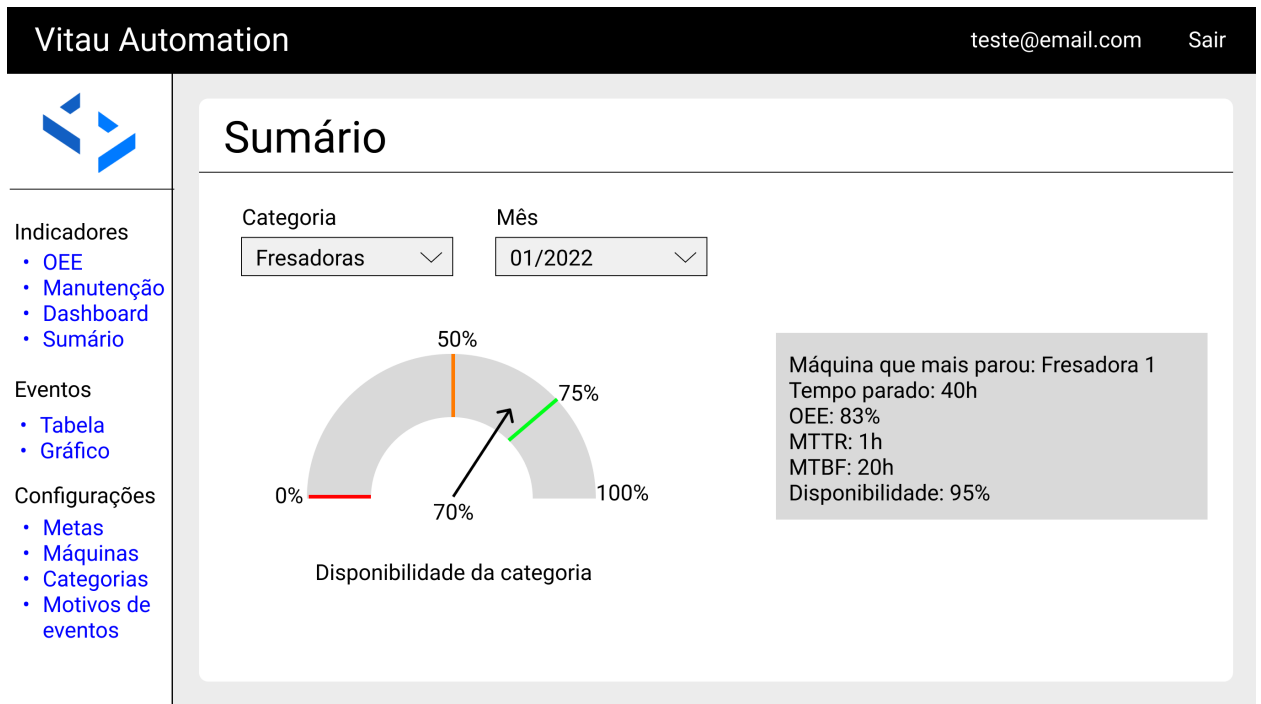 Vitau Automation
teste@email.com
Sair
Indicadores
• OEE
• Manutenção
• Dashboard
• Sumário
Eventos
• Tabela
• Gráfico
Configurações
• Metas
• Máquinas
• Categorias
• Motivos de
eventos
Sumário
Categoria
Fresadoras
Mês
01/2022
50%
75%
0%
100%
70%
Disponibilidade da categoria
Máquina que mais parou: Fresadora 1
Tempo parado: 40h
OEE: 83%
MTTR: 1h
MTBF: 20h
Disponibilidade: 95%